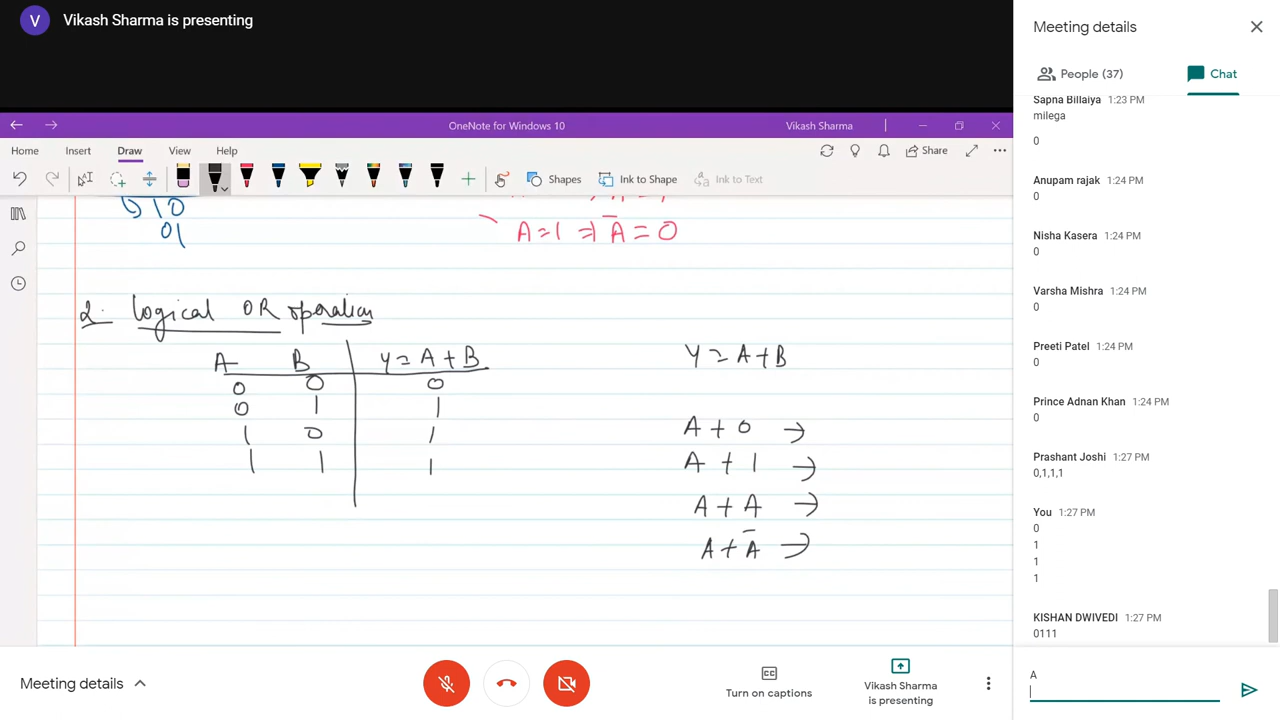 V Vikash Sharma is presenting
OneNote for Windows 10
Vikash Sharma
Home Insert Draw View Help
Share
Shapes Ink to Shape Ink to Text
10
01
A=1 ⇒ A̅ = 0
2. Logical OR operation
A B Y = A + B
0 0 0
0 1 1
1 0 1
1 1 1
Y = A + B
A + 0 →
A + 1 →
A + A →
A + A̅ →
Meeting details
People (37) Chat
Sapna Billaiya 1:23 PM
milega
0
Anupam rajak 1:24 PM
0
Nisha Kasera 1:24 PM
0
Varsha Mishra 1:24 PM
0
Preeti Patel 1:24 PM
0
Prince Adnan Khan 1:24 PM
0
Prashant Joshi 1:27 PM
0,1,1,1
You 1:27 PM
0
1
1
1
KISHAN DWIVEDI 1:27 PM
0111
A
Meeting details
Turn on captions
Vikash Sharma
is presenting